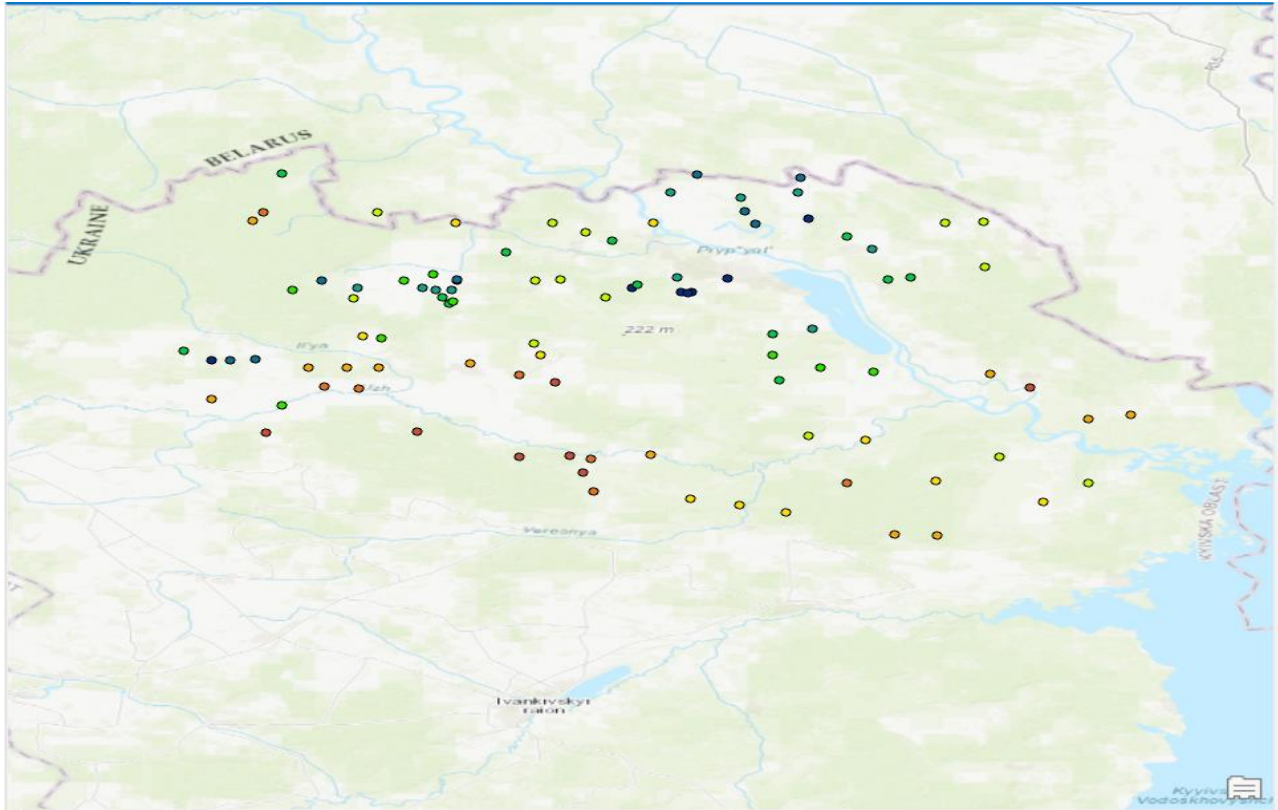 BELARUS
UKRAINE
Pryp"yat'
222 m
Il'ya
Uzh
KYIVSKA OBLAST
Veresnya
Ivankivskyi
raion